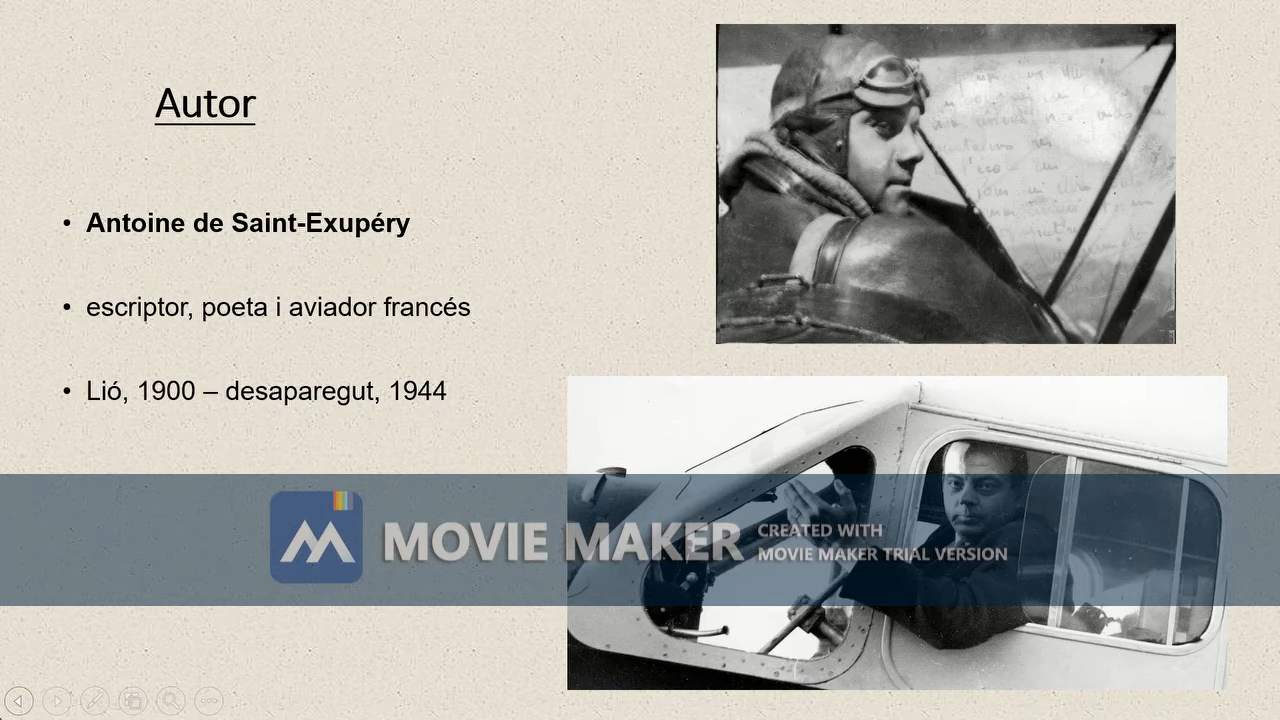 Autor
• Antoine de Saint-Exupéry
• escriptor, poeta i aviador francés
• Lió, 1900 – desaparegut, 1944
MOVIE MAKER
CREATED WITH
MOVIE MAKER TRIAL VERSION